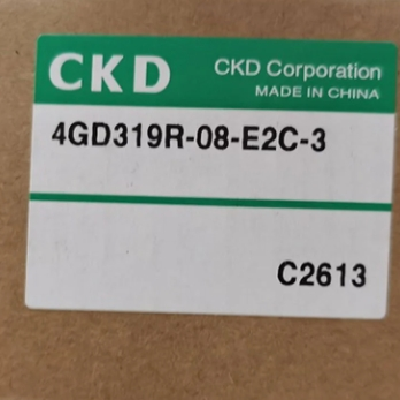 CKD
CKD Corporation
MADE IN CHINA
4GD319R-08-E2C-3
C2613